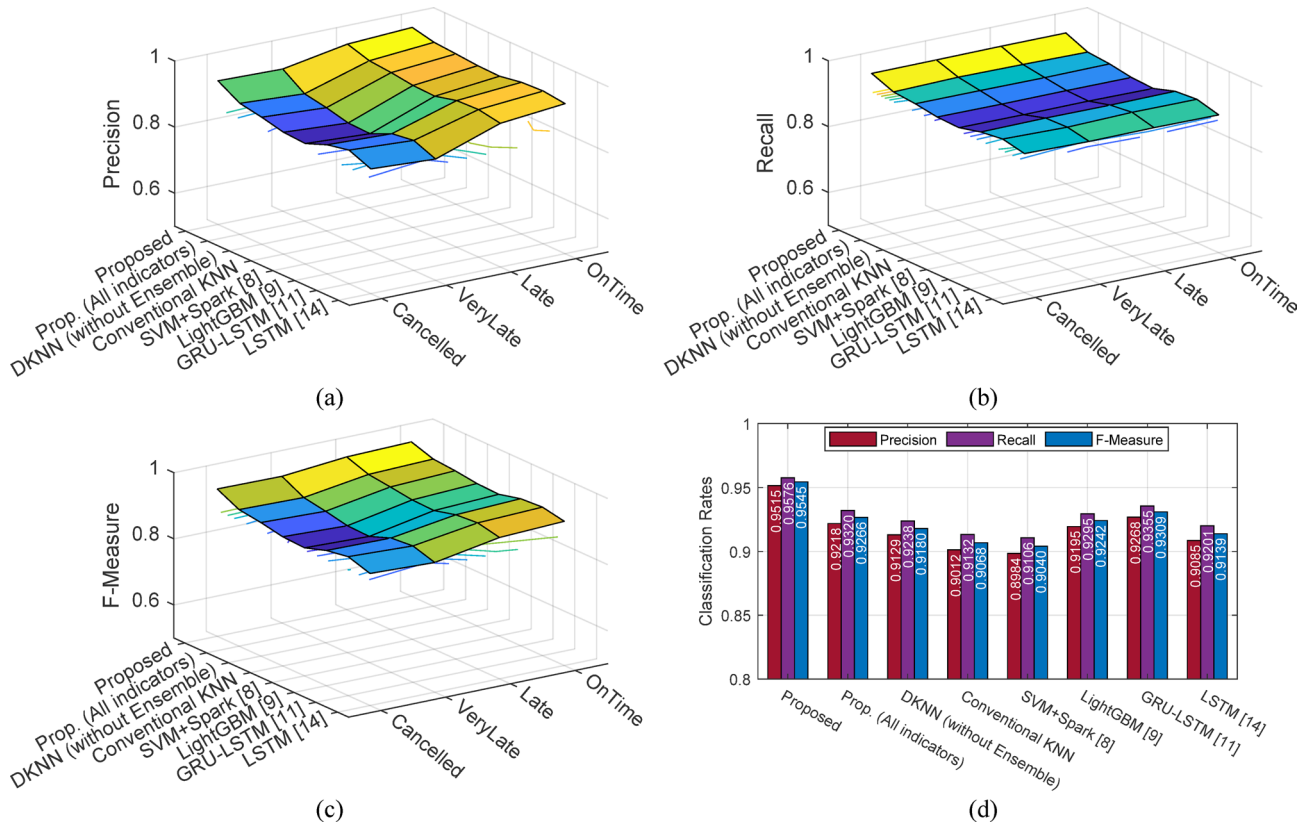 1
0.8
0.6
Precision
Proposed
Prop. (All indicators)
DKNN (without Ensemble)
Conventional KNN
SVM+Spark [8]
LightGBM [9]
GRU-LSTM [11]
LSTM [14]
Cancelled
VeryLate
Late
OnTime
(a)
1
0.8
0.6
Recall
Proposed
Prop. (All indicators)
DKNN (without Ensemble)
Conventional KNN
SVM+Spark [8]
LightGBM [9]
GRU-LSTM [11]
LSTM [14]
Cancelled
VeryLate
Late
OnTime
(b)
1
0.8
0.6
F-Measure
Proposed
Prop. (All indicators)
DKNN (without Ensemble)
Conventional KNN
SVM+Spark [8]
LightGBM [9]
GRU-LSTM [11]
LSTM [14]
Cancelled
VeryLate
Late
OnTime
(c)
1
0.95
0.9
0.85
0.8
Classification Rates
Precision Recall F-Measure
0.9515 0.9576 0.9545
0.9218 0.9320 0.9266
0.9129 0.9238 0.9180
0.9012 0.9132 0.9068
0.8984 0.9106 0.9040
0.9195 0.9295 0.9242
0.9268 0.9355 0.9309
0.9085 0.9201 0.9139
Proposed
Prop. (All indicators)
DKNN (without Ensemble)
Conventional KNN
SVM+Spark [8]
LightGBM [9]
GRU-LSTM [11]
LSTM [14]
(d)